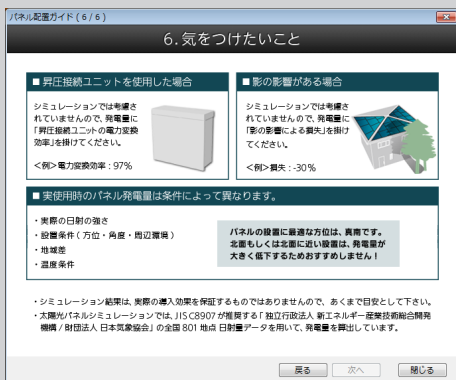 パネル配置ガイド ( 6 / 6 )
6.気をつけたいこと
■ 昇圧接続ユニットを使用した場合
シミュレーションでは考慮さ
れていませんので、発電量に
「昇圧接続ユニットの電力変換
効率」を掛けてください。
<例>電力変換効率 : 97%
■ 影の影響がある場合
シミュレーションでは考慮さ
れていませんので、発電量に
「影の影響による損失」を掛け
てください。
<例>損失 : -30%
■ 実使用時のパネル発電量は条件によって異なります。
・実際の日射の強さ
・設置条件 ( 方位・角度・周辺環境 )
・地域差
・温度条件
パネルの設置に最適な方位は、真南です。
北面もしくは北面に近い設置は、発電量が
大きく低下するためおすすめしません！
・シミュレーション結果は、実際の導入効果を保証するものではありませんので、あくまで目安として下さい。
・太陽光パネルシミュレーションでは、JIS C8907 が推奨する「 独立行政法人 新エネルギー産業技術総合開発
機構 / 財団法人 日本気象協会」の全国 801 地点 日射量データを用いて、発電量を算出しています。
戻る
次へ
閉じる